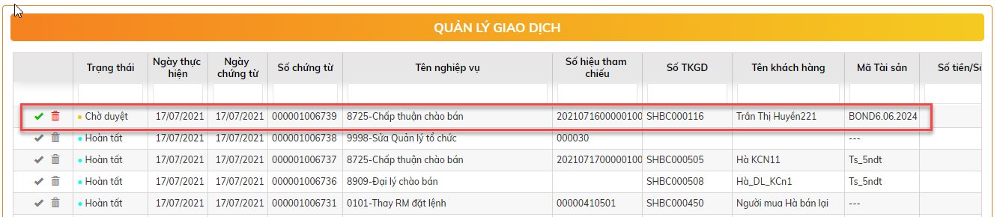 QUẢN LÝ GIAO DỊCH
Trạng thái Ngày thực hiện Ngày chứng từ Số chứng từ Tên nghiệp vụ Số hiệu tham chiếu Số TKGD Tên khách hàng Mã Tài sản Số tiền/Số
Chờ duyệt 17/07/2021 17/07/2021 000001006739 8725-Chấp thuận chào bán 2021071600000100 SHBC000116 Trần Thị Huyền221 BOND6.06.2024
Hoàn tất 17/07/2021 17/07/2021 000001006738 9998-Sửa Quản lý tổ chức 000030 ---
Hoàn tất 17/07/2021 17/07/2021 000001006737 8725-Chấp thuận chào bán 2021071700000100 SHBC000505 Hà KCN11 Ts_5ndt
Hoàn tất 17/07/2021 17/07/2021 000001006736 8909-Đại lý chào bán SHBC000508 Hà_DL_KCn1 Ts_5ndt
Hoàn tất 17/07/2021 17/07/2021 000001006731 0101-Thay RM đặt lệnh 00000410501 SHBC000450 Người mua Hà bán lại ---